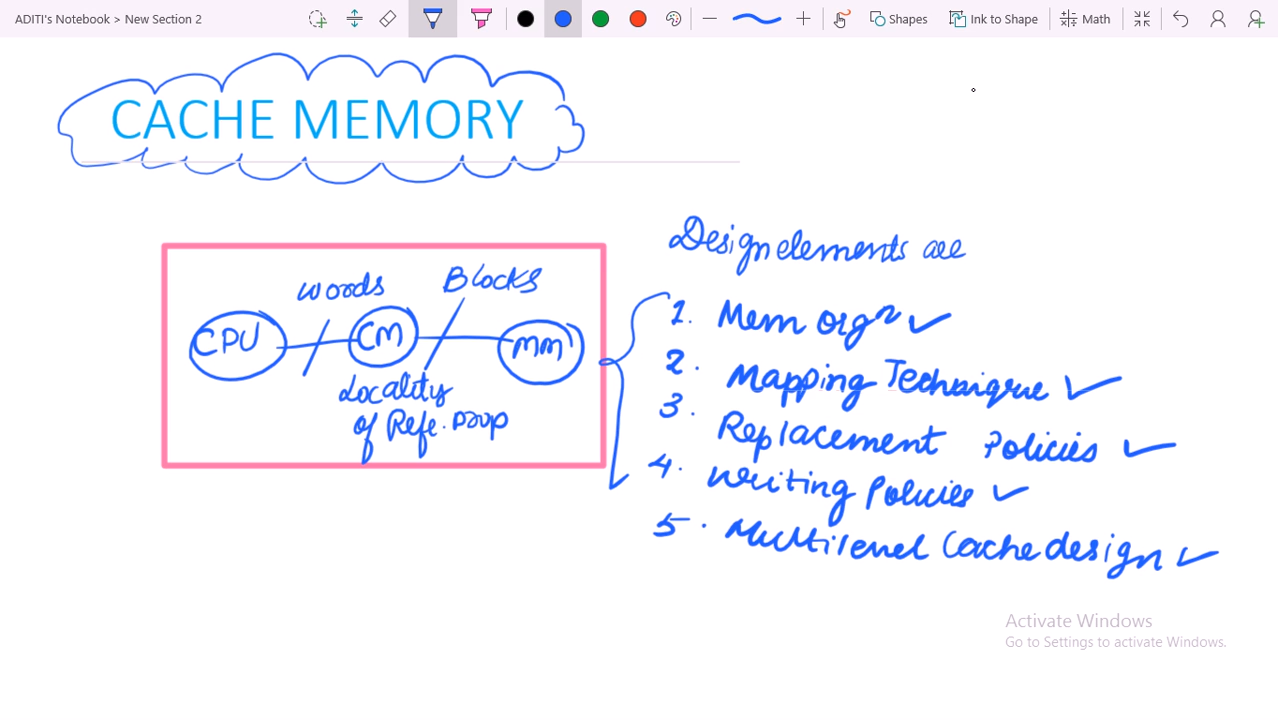 ADITI's Notebook > New Section 2
Shapes
Ink to Shape
Math
CACHE MEMORY
Design elements are
words
Blocks
CPU
CM
MM
Locality
of Refe. prop
1. Mem orgn ✓
2. Mapping Technique ✓
3. Replacement Policies ✓
4. Writing Policies ✓
5. Multilevel Cache design ✓
Activate Windows
Go to Settings to activate Windows.